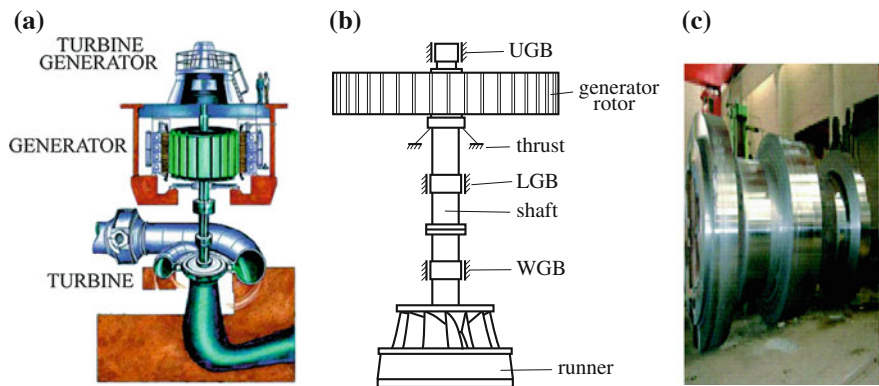 (a)
TURBINE
GENERATOR
GENERATOR
TURBINE
(b)
UGB
generator
rotor
thrust
LGB
shaft
WGB
runner
(c)